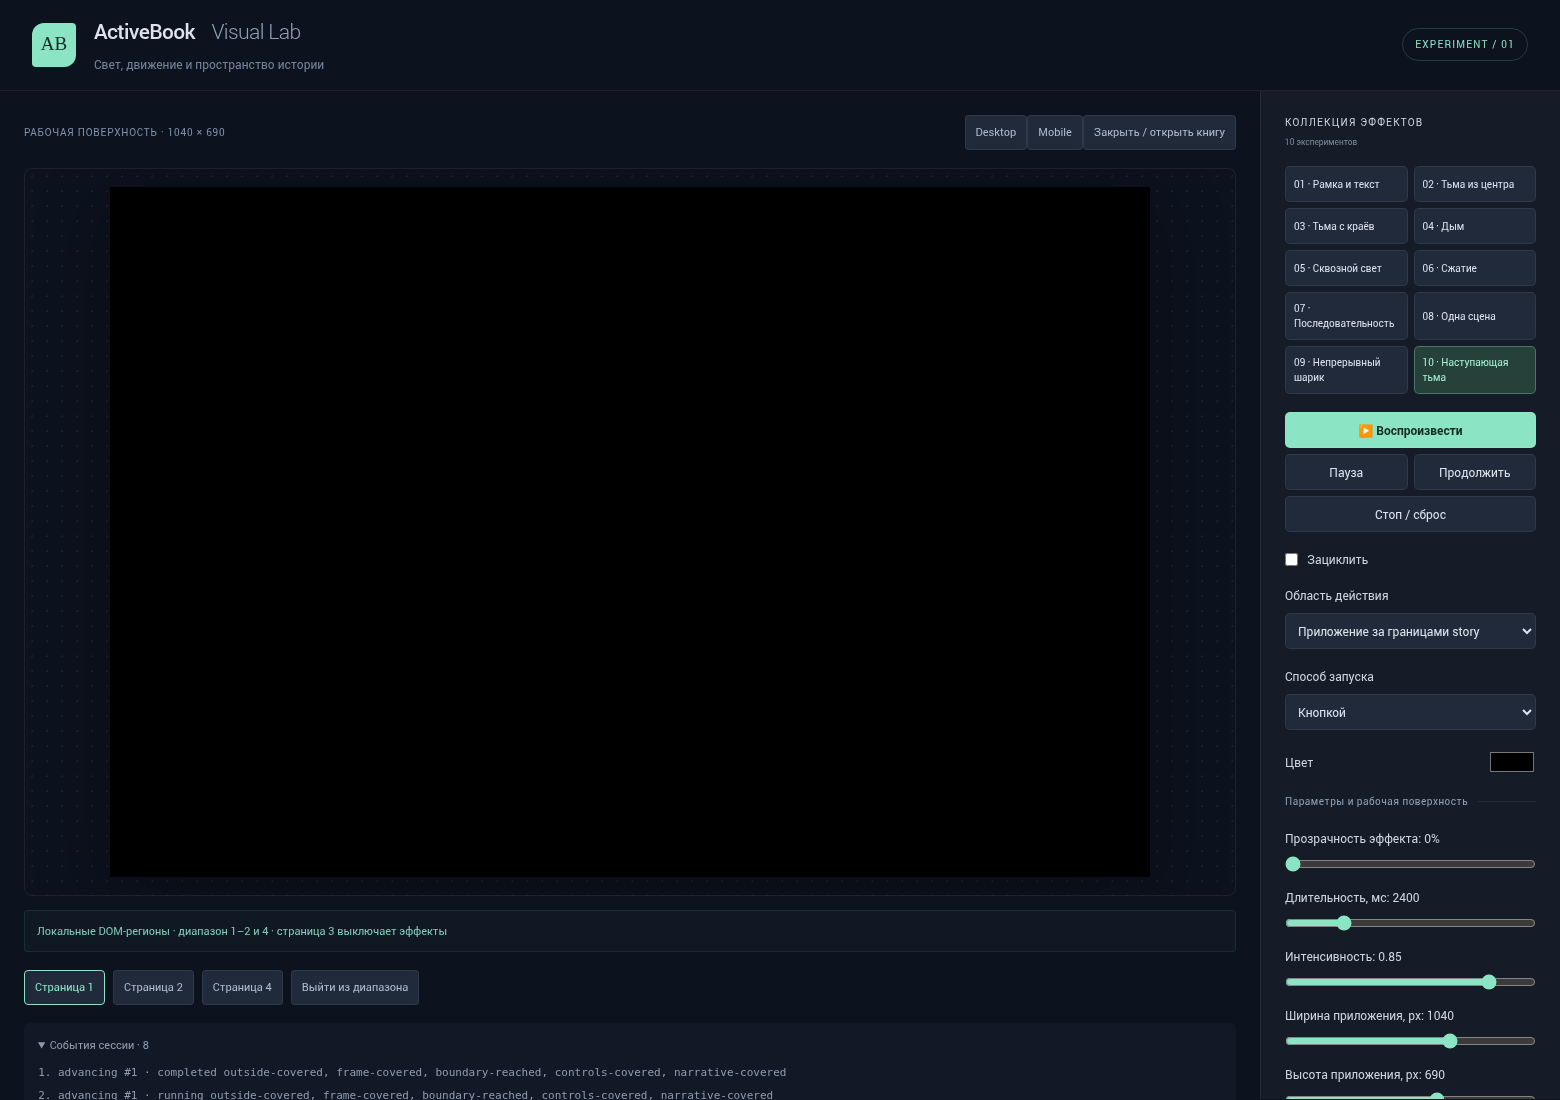 AB
ActiveBook Visual Lab
Свет, движение и пространство истории
EXPERIMENT / 01
РАБОЧАЯ ПОВЕРХНОСТЬ · 1040 × 690
Desktop
Mobile
Закрыть / открыть книгу
Локальные DOM-регионы · диапазон 1–2 и 4 · страница 3 выключает эффекты
Страница 1
Страница 2
Страница 4
Выйти из диапазона
▼ События сессии · 8
1. advancing #1 · completed outside-covered, frame-covered, boundary-reached, controls-covered, narrative-covered
2. advancing #1 · running outside-covered, frame-covered, boundary-reached, controls-covered, narrative-covered
КОЛЛЕКЦИЯ ЭФФЕКТОВ
10 экспериментов
01 · Рамка и текст
02 · Тьма из центра
03 · Тьма с краёв
04 · Дым
05 · Сквозной свет
06 · Сжатие
07 ·
Последовательность
08 · Одна сцена
09 · Непрерывный
шарик
10 · Наступающая
тьма
▶️ Воспроизвести
Пауза
Продолжить
Стоп / сброс
Зациклить
Область действия
Приложение за границами story
Способ запуска
Кнопкой
Цвет
Параметры и рабочая поверхность
Прозрачность эффекта: 0%
Длительность, мс: 2400
Интенсивность: 0.85
Ширина приложения, px: 1040
Высота приложения, px: 690